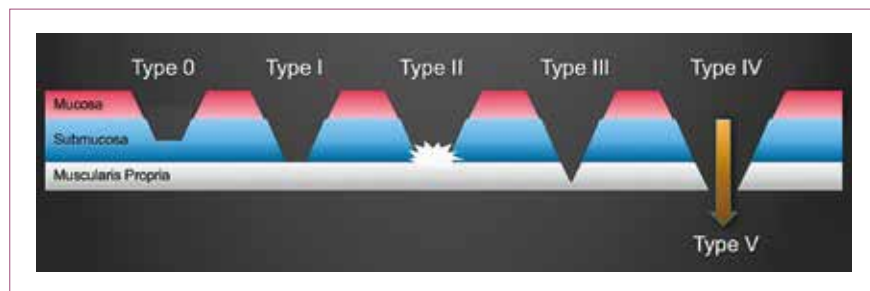 Type 0 Type I Type II Type III Type IV
Mucosa
Submucosa
Muscularis Propria
Type V